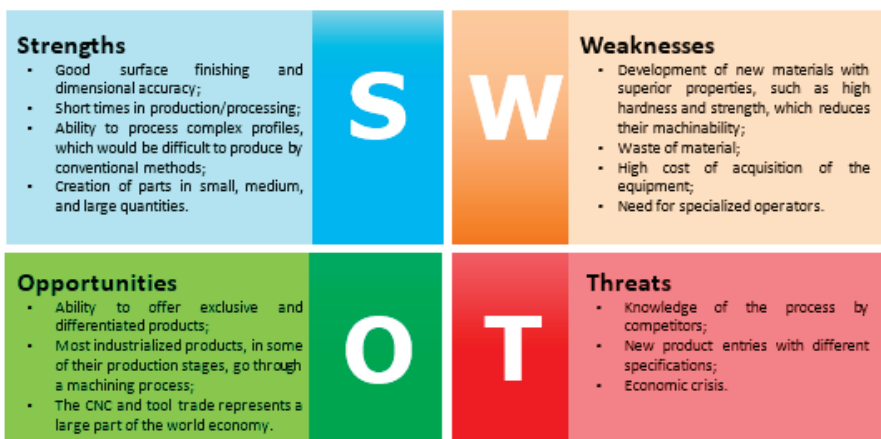 Strengths
• Good surface finishing and
dimensional accuracy;
• Short times in production/processing;
• Ability to process complex profiles,
which would be difficult to produce by
conventional methods;
• Creation of parts in small, medium,
and large quantities.
S
W
Weaknesses
• Development of new materials with
superior properties, such as high
hardness and strength, which reduces
their machinability;
• Waste of material;
• High cost of acquisition of the
equipment;
• Need for specialized operators.
Opportunities
• Ability to offer exclusive and
differentiated products;
• Most industrialized products, in some
of their production stages, go through
a machining process;
• The CNC and tool trade represents a
large part of the world economy.
O
T
Threats
• Knowledge of the process by
competitors;
• New product entries with different
specifications;
• Economic crisis.